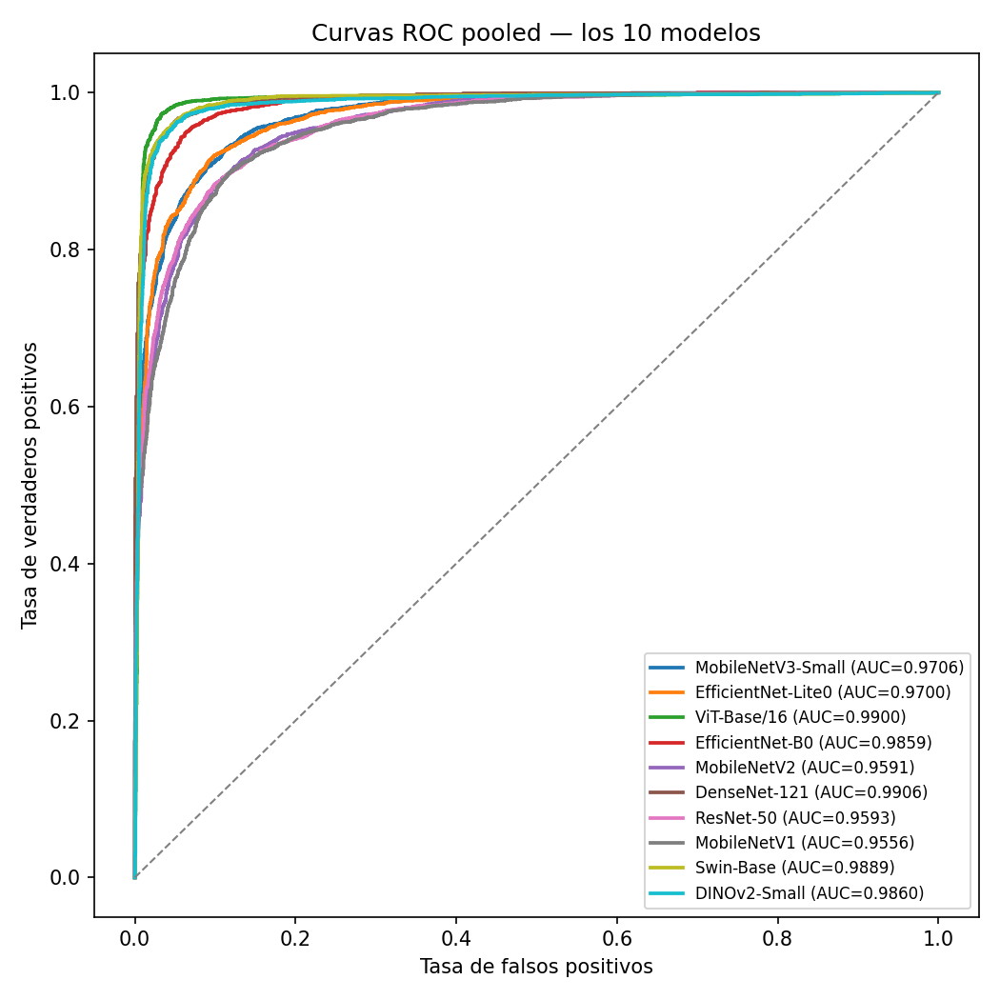 Curvas ROC pooled — los 10 modelos
Tasa de verdaderos positivos
1.0
0.8
0.6
0.4
0.2
0.0
0.0 0.2 0.4 0.6 0.8 1.0
Tasa de falsos positivos
MobileNetV3-Small (AUC=0.9706)
EfficientNet-Lite0 (AUC=0.9700)
ViT-Base/16 (AUC=0.9900)
EfficientNet-B0 (AUC=0.9859)
MobileNetV2 (AUC=0.9591)
DenseNet-121 (AUC=0.9906)
ResNet-50 (AUC=0.9593)
MobileNetV1 (AUC=0.9556)
Swin-Base (AUC=0.9889)
DINOv2-Small (AUC=0.9860)